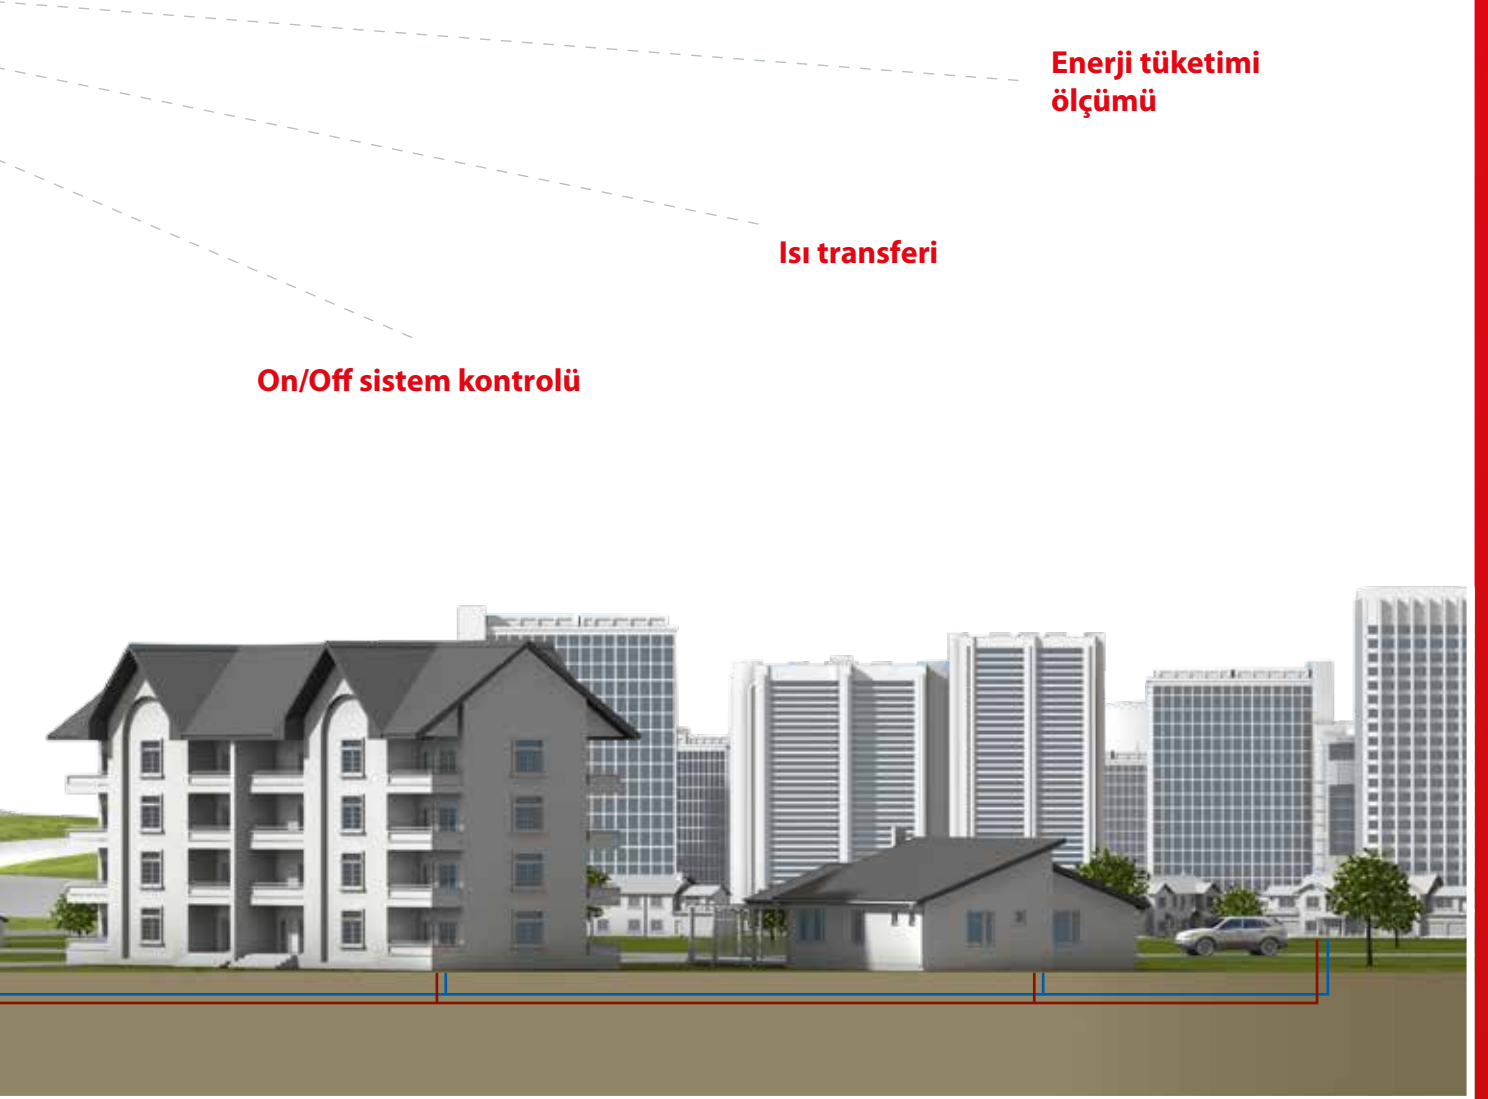 Enerji tüketimi
ölçümü
Isı transferi
On/Off sistem kontrolü